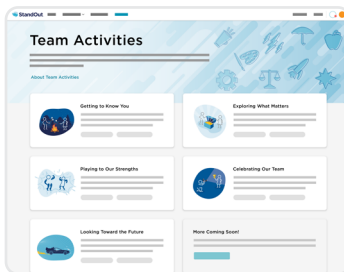 StandOut
Team Activities
About Team Activities
Getting to Know You
Exploring What Matters
Playing to Our Strengths
Celebrating Our Team
Looking Toward the Future
More Coming Soon!